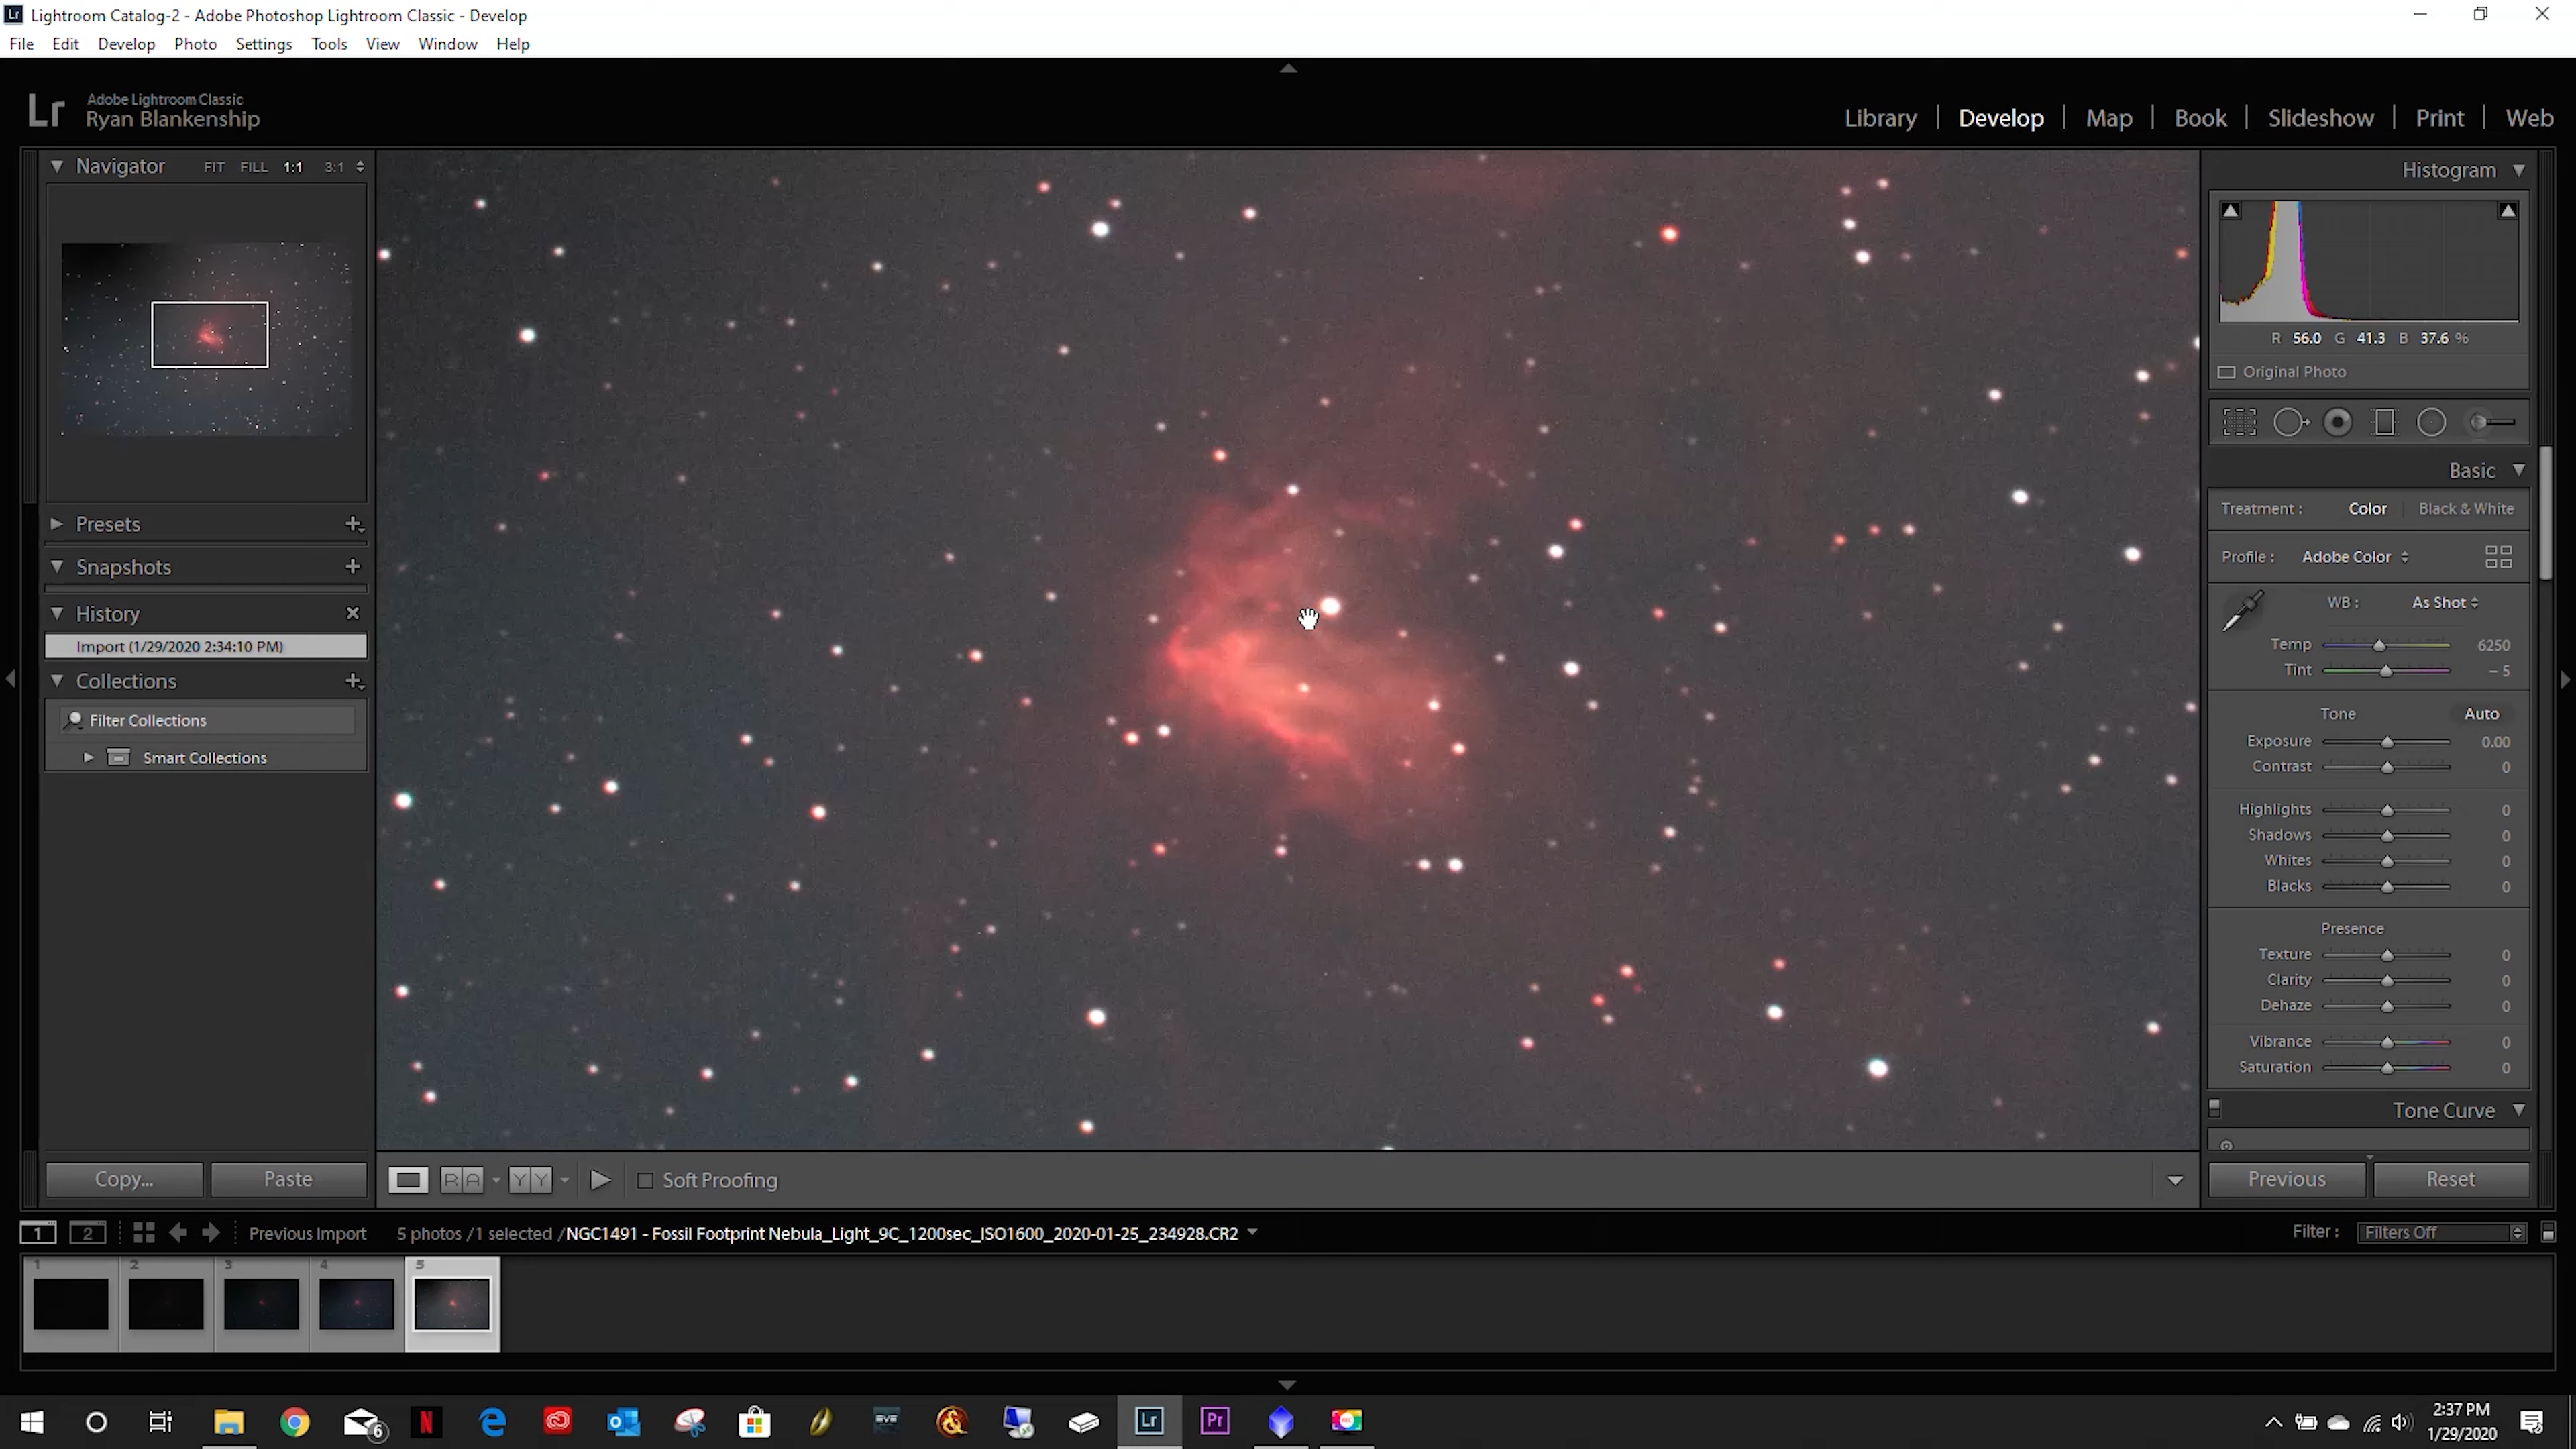 Lr Lightroom Catalog-2 - Adobe Photoshop Lightroom Classic - Develop
File Edit Develop Photo Settings Tools View Window Help
Lr
Adobe Lightroom Classic
Ryan Blankenship
Library | Develop | Map | Book | Slideshow | Print | Web
Navigator FIT FILL 1:1 3:1
Presets
Snapshots
History
Import (1/29/2020 2:34:10 PM)
Collections
Filter Collections
Smart Collections
Copy... Paste
Histogram
R 56.0 G 41.3 B 37.6 %
Original Photo
Basic
Treatment : Color Black & White
Profile : Adobe Color
WB : As Shot
Temp 6250
Tint – 5
Tone Auto
Exposure 0.00
Contrast 0
Highlights 0
Shadows 0
Whites 0
Blacks 0
Presence
Texture 0
Clarity 0
Dehaze 0
Vibrance 0
Saturation 0
Tone Curve
Previous Reset
R A Y Y Soft Proofing
1 2 Previous Import 5 photos /1 selected /NGC1491 - Fossil Footprint Nebula_Light_9C_1200sec_ISO1600_2020-01-25_234928.CR2
Filter : Filters Off
1 2 3 4 5
6 N EVE Lr Pr
2:37 PM
1/29/2020